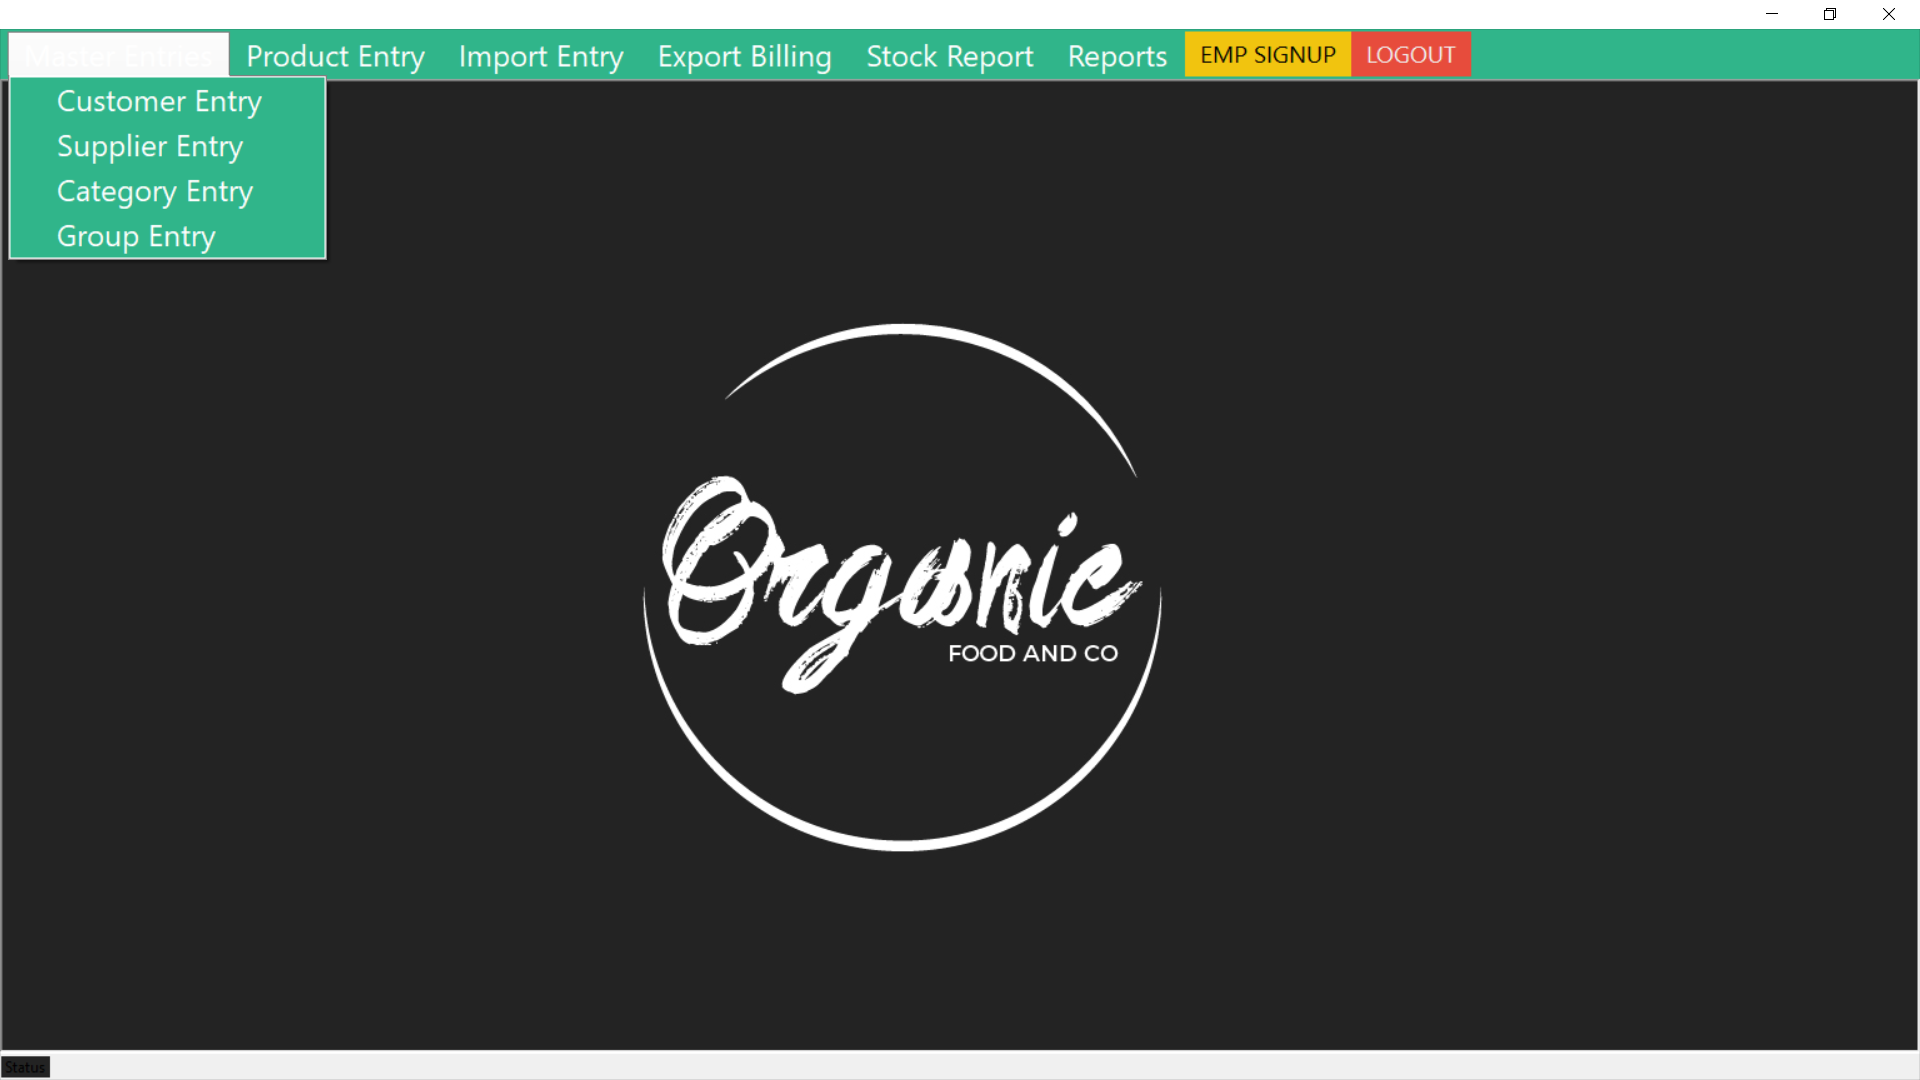 Master Entries Product Entry Import Entry Export Billing Stock Report Reports EMP SIGNUP LOGOUT
Customer Entry
Supplier Entry
Category Entry
Group Entry
Organic
FOOD AND CO
Status